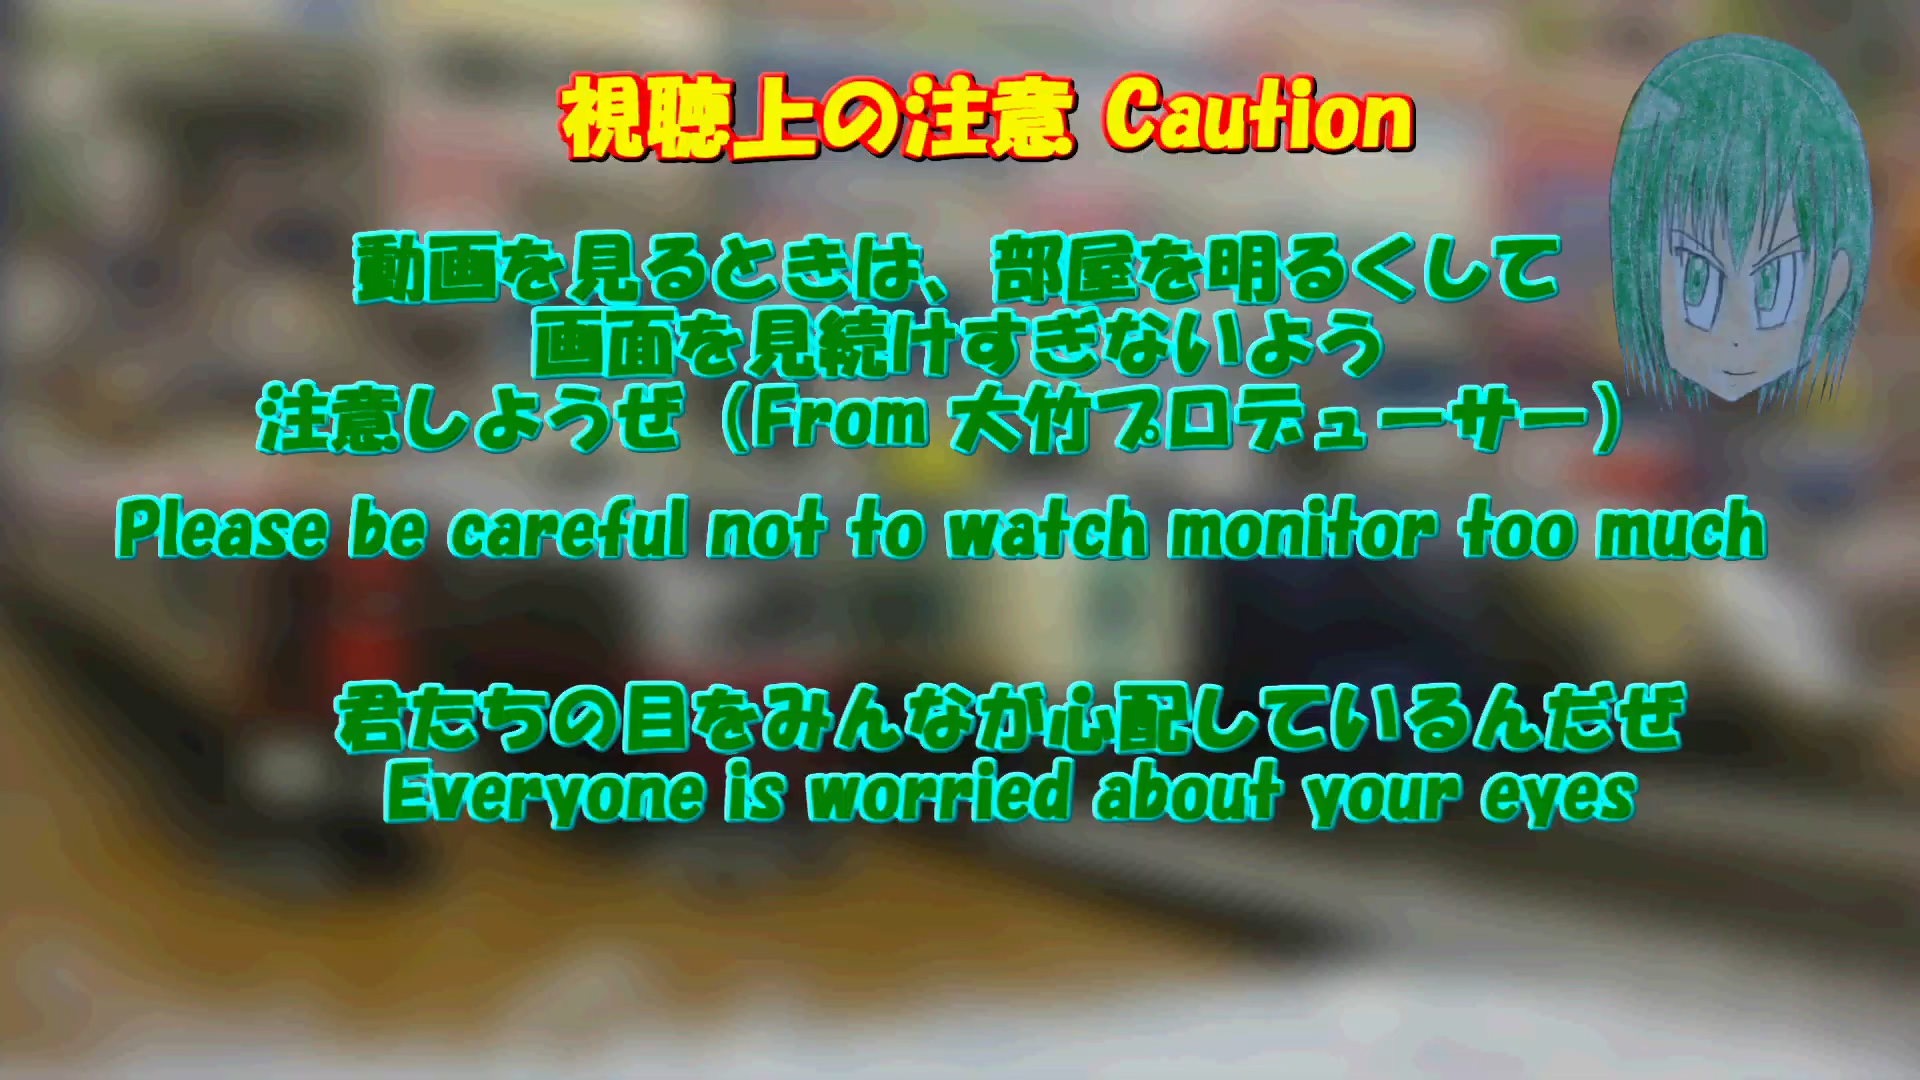 視聴上の注意 Caution
動画を見るときは、部屋を明るくして
画面を見続けすぎないよう
注意しようぜ（From 大竹プロデューサー）
Please be careful not to watch monitor too much
君たちの目をみんなが心配しているんだぜ
Everyone is worried about your eyes